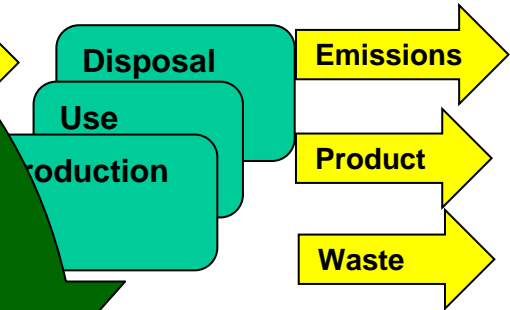 Disposal
Emissions
Use
roduction
Product
Waste